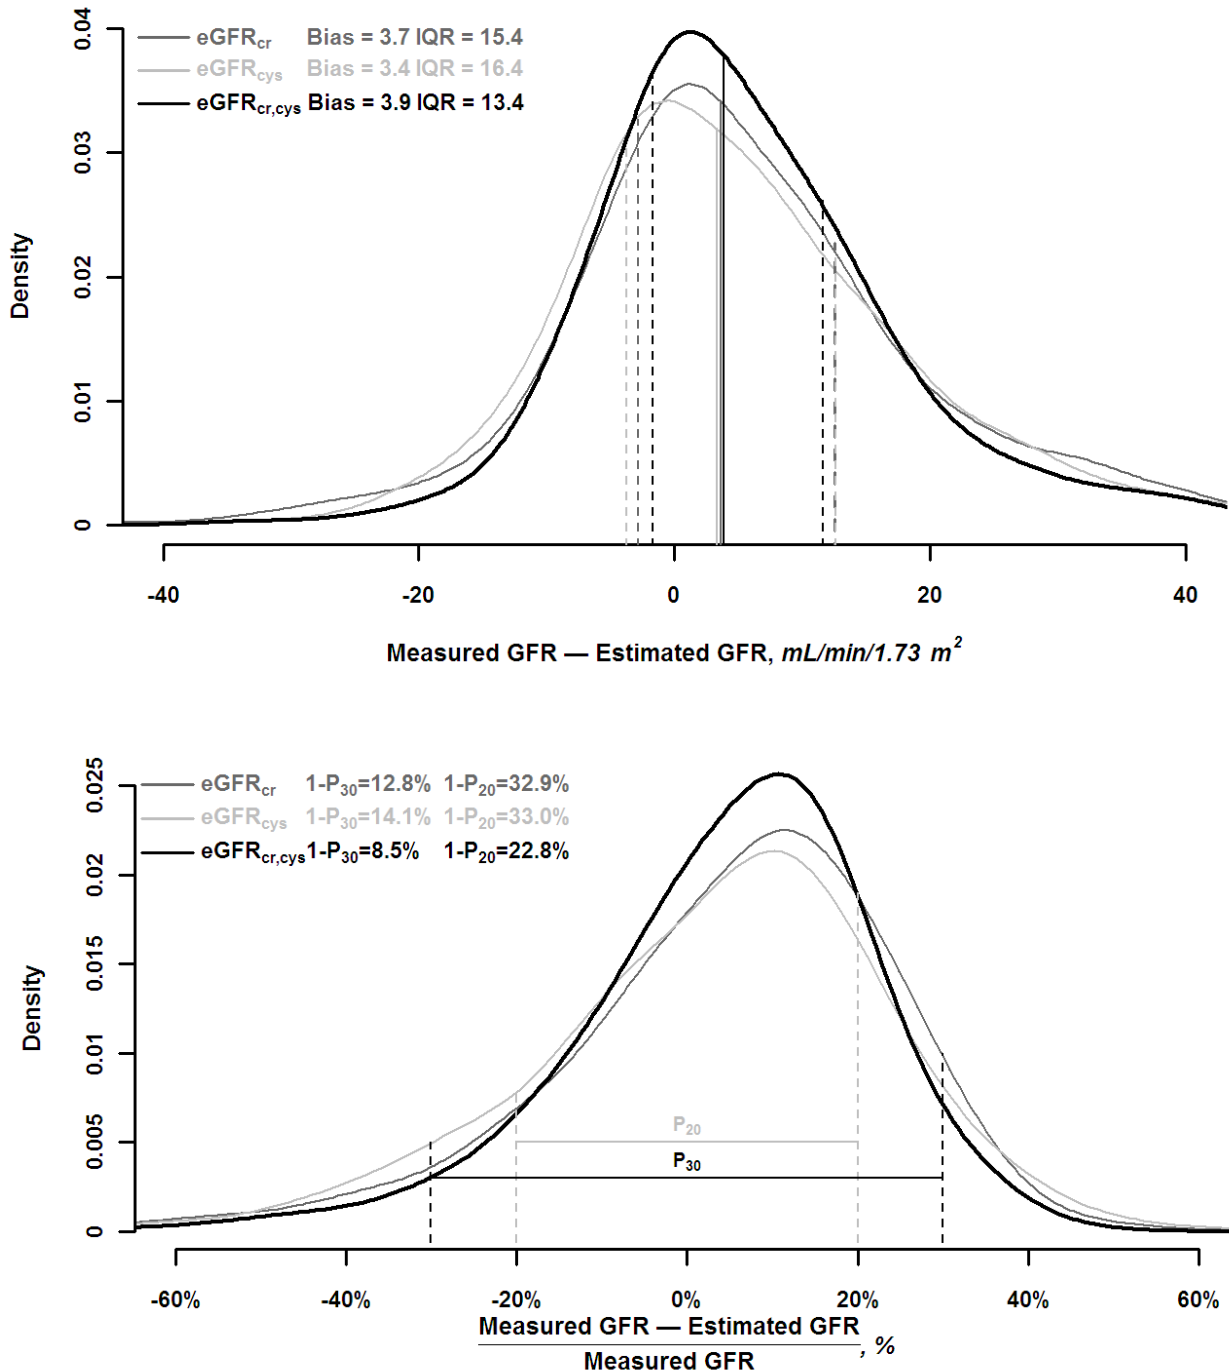 0.04
0.03
0.02
0.01
0
Density
eGFRcr Bias = 3.7 IQR = 15.4
eGFRcys Bias = 3.4 IQR = 16.4
eGFRcr,cys Bias = 3.9 IQR = 13.4
-40 -20 0 20 40
Measured GFR — Estimated GFR, mL/min/1.73 m²
0.025
0.02
0.015
0.01
0.005
0
Density
eGFRcr 1-P30=12.8% 1-P20=32.9%
eGFRcys 1-P30=14.1% 1-P20=33.0%
eGFRcr,cys 1-P30=8.5% 1-P20=22.8%
P20
P30
-60% -40% -20% 0% 20% 40% 60%
Measured GFR — Estimated GFR
Measured GFR , %